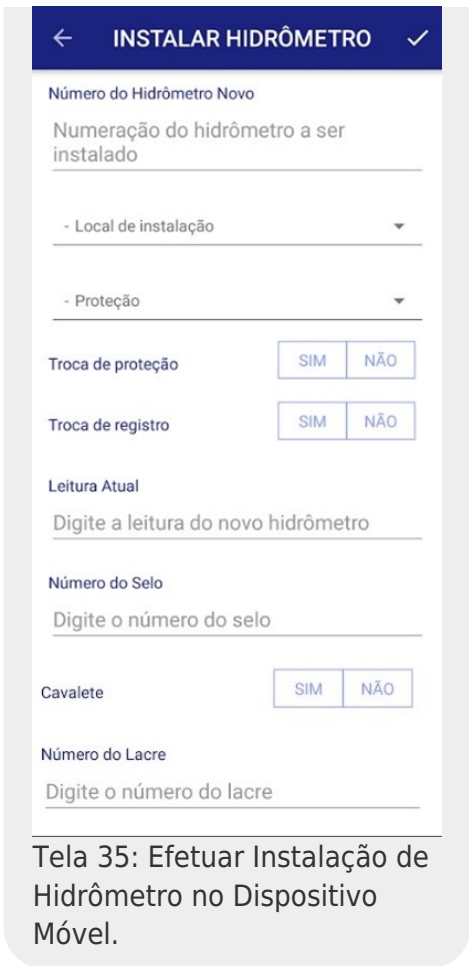 INSTALAR HIDRÔMETRO
Número do Hidrômetro Novo
Numeração do hidrômetro a ser
instalado
- Local de instalação
- Proteção
Troca de proteção SIM NÃO
Troca de registro SIM NÃO
Leitura Atual
Digite a leitura do novo hidrômetro
Número do Selo
Digite o número do selo
Cavalete SIM NÃO
Número do Lacre
Digite o número do lacre
Tela 35: Efetuar Instalação de
Hidrômetro no Dispositivo
Móvel.